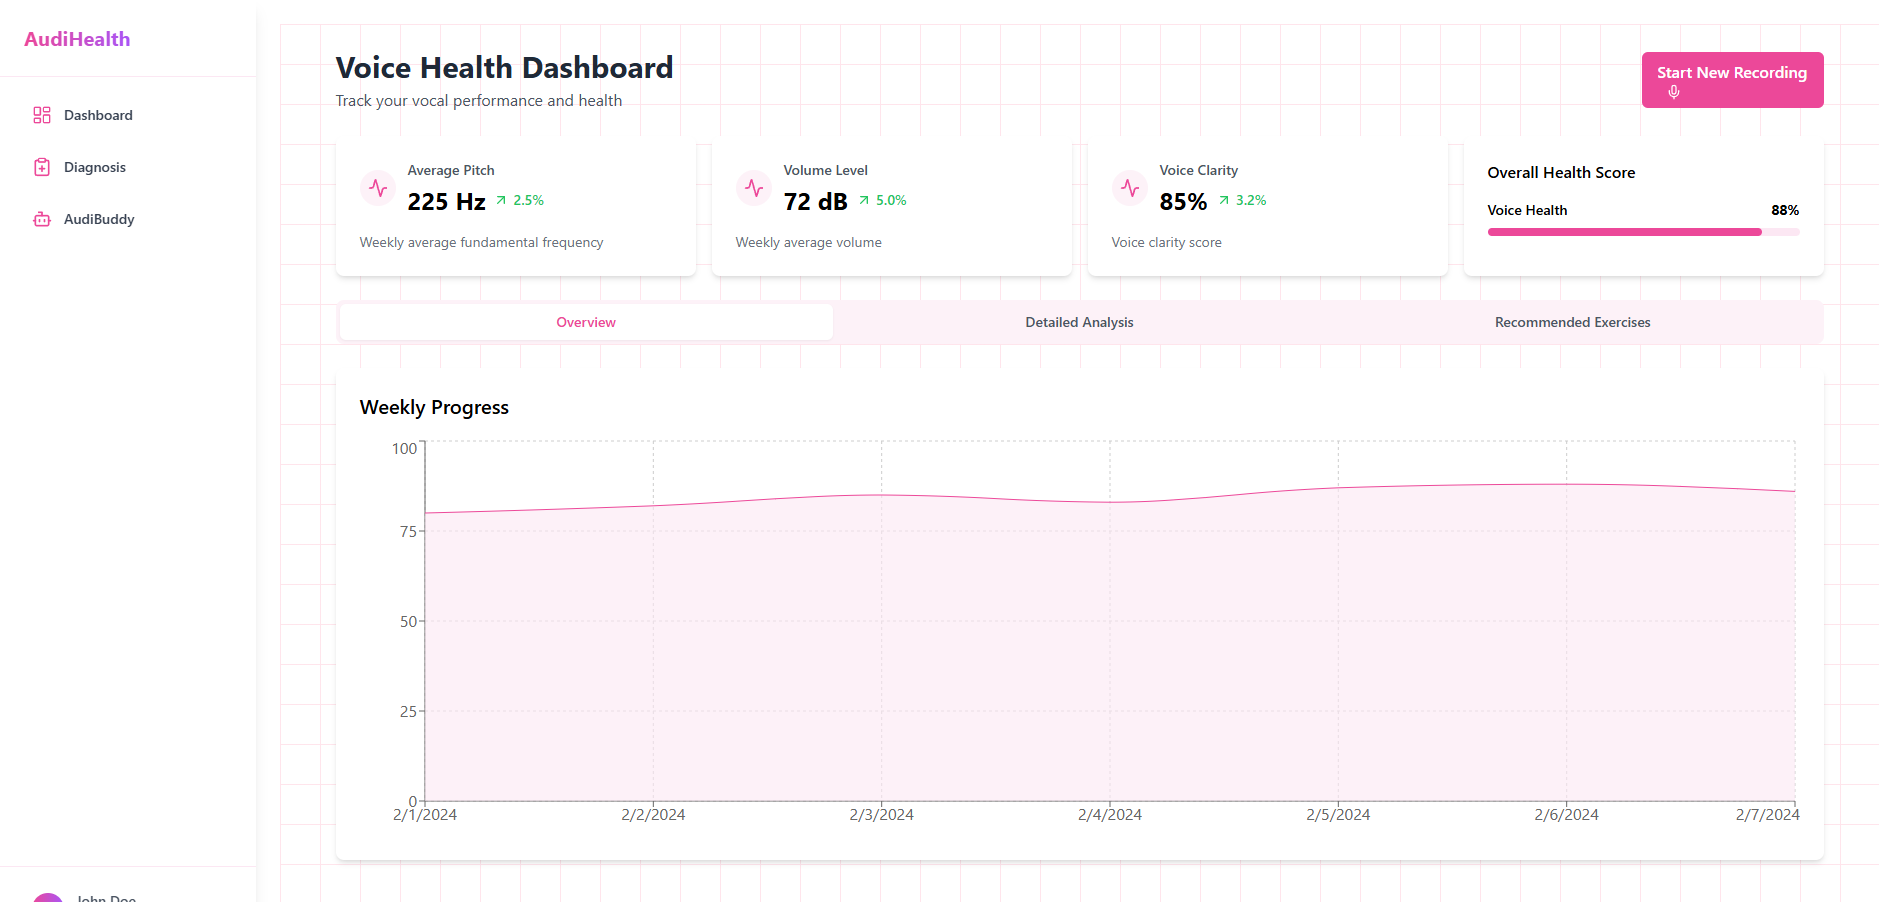 AudiHealth
Dashboard
Diagnosis
AudiBuddy
John Doe
Voice Health Dashboard
Track your vocal performance and health
Start New Recording
Average Pitch
225 Hz 2.5%
Weekly average fundamental frequency
Volume Level
72 dB 5.0%
Weekly average volume
Voice Clarity
85% 3.2%
Voice clarity score
Overall Health Score
Voice Health 88%
Overview
Detailed Analysis
Recommended Exercises
Weekly Progress
100
75
50
25
0
2/1/2024 2/2/2024 2/3/2024 2/4/2024 2/5/2024 2/6/2024 2/7/2024